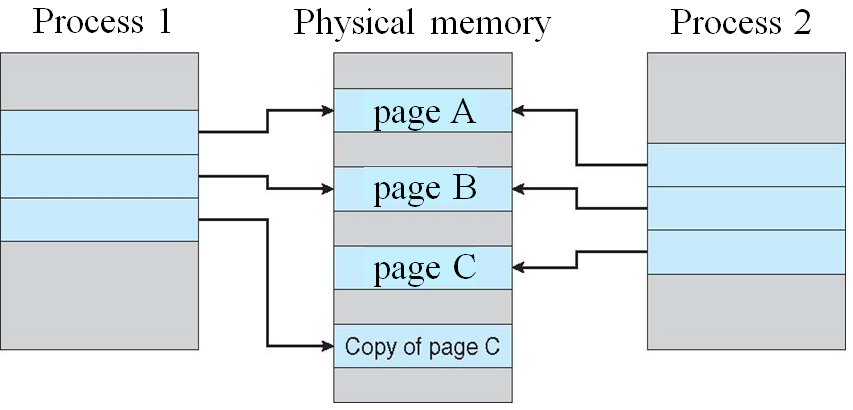 Process 1
Physical memory
Process 2
page A
page B
page C
Copy of page C